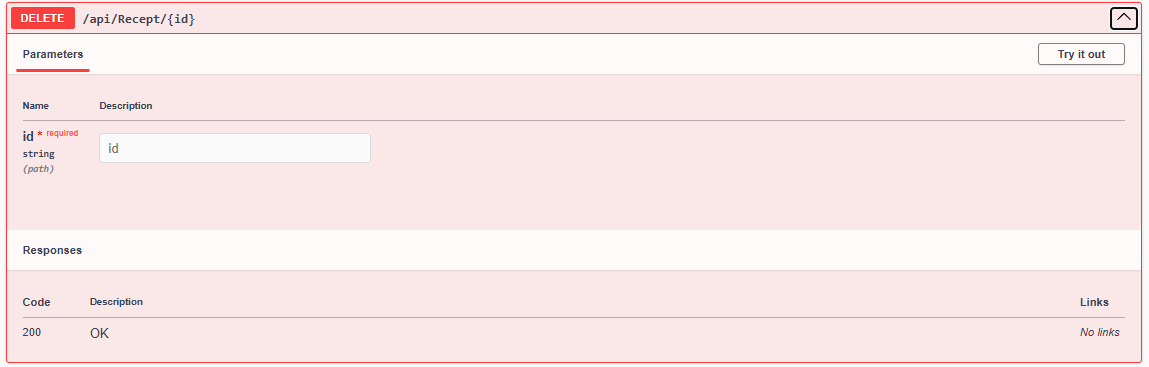 DELETE /api/Recept/{id}
Parameters Try it out
Name Description
id * required
string
(path)
id
Responses
Code Description Links
200 OK No links